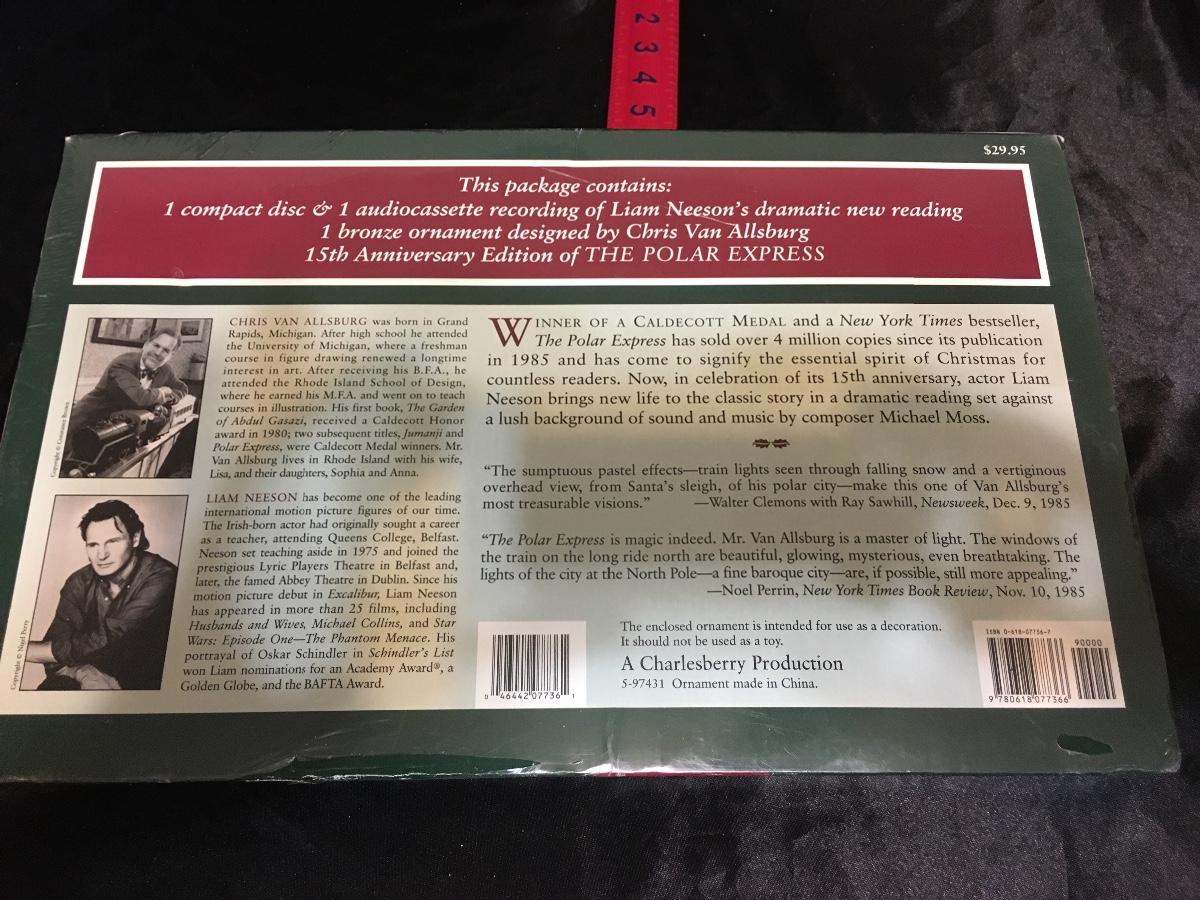 2 3 4 5
$29.95
This package contains:
1 compact disc & 1 audiocassette recording of Liam Neeson's dramatic new reading
1 bronze ornament designed by Chris Van Allsburg
15th Anniversary Edition of THE POLAR EXPRESS
Copyright © Constance Brown
CHRIS VAN ALLSBURG was born in Grand
Rapids, Michigan. After high school he attended
the University of Michigan, where a freshman
course in figure drawing renewed a longtime
interest in art. After receiving his B.F.A., he
attended the Rhode Island School of Design,
where he earned his M.F.A. and went on to teach
courses in illustration. His first book, The Garden
of Abdul Gasazi, received a Caldecott Honor
award in 1980; two subsequent titles, Jumanji and
Polar Express, were Caldecott Medal winners. Mr.
Van Allsburg lives in Rhode Island with his wife,
Lisa, and their daughters, Sophia and Anna.
Copyright © Nigel Parry
LIAM NEESON has become one of the leading
international motion picture figures of our time.
The Irish-born actor had originally sought a career
as a teacher, attending Queens College, Belfast.
Neeson set teaching aside in 1975 and joined the
prestigious Lyric Players Theatre in Belfast and,
later, the famed Abbey Theatre in Dublin. Since his
motion picture debut in Excalibur, Liam Neeson
has appeared in more than 25 films, including
Husbands and Wives, Michael Collins, and Star
Wars: Episode One—The Phantom Menace. His
portrayal of Oskar Schindler in Schindler's List
won Liam nominations for an Academy Award®, a
Golden Globe, and the BAFTA Award.
WINNER OF A CALDECOTT MEDAL and a New York Times bestseller,
The Polar Express has sold over 4 million copies since its publication
in 1985 and has come to signify the essential spirit of Christmas for
countless readers. Now, in celebration of its 15th anniversary, actor Liam
Neeson brings new life to the classic story in a dramatic reading set against
a lush background of sound and music by composer Michael Moss.
"The sumptuous pastel effects—train lights seen through falling snow and a vertiginous
overhead view, from Santa's sleigh, of his polar city—make this one of Van Allsburg's
most treasurable visions." —Walter Clemons with Ray Sawhill, Newsweek, Dec. 9, 1985
"The Polar Express is magic indeed. Mr. Van Allsburg is a master of light. The windows of
the train on the long ride north are beautiful, glowing, mysterious, even breathtaking. The
lights of the city at the North Pole—a fine baroque city—are, if possible, still more appealing."
—Noel Perrin, New York Times Book Review, Nov. 10, 1985
The enclosed ornament is intended for use as a decoration.
It should not be used as a toy.
A Charlesberry Production
5-97431 Ornament made in China.
0 46442 07736 1
ISBN 0-618-07736-7
90000
9 780618 077366